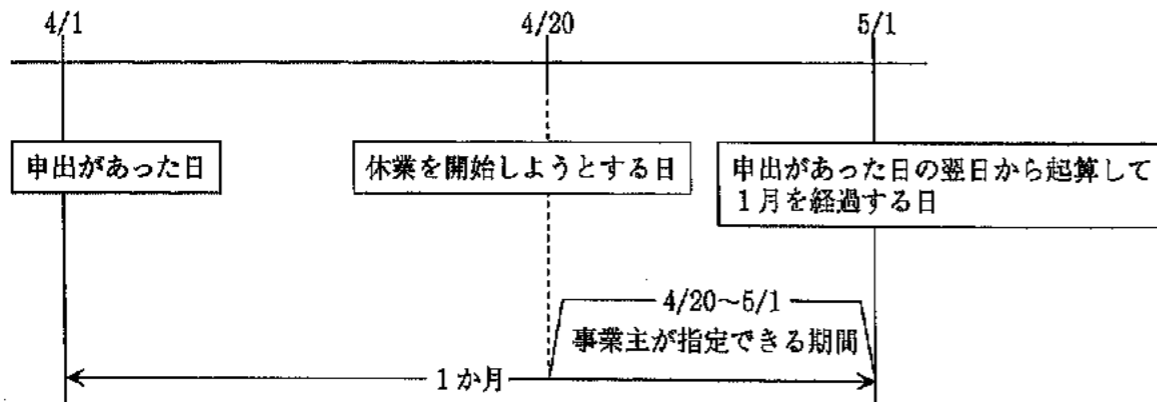 4/1
4/20
5/1
申出があった日
休業を開始しようとする日
申出があった日の翌日から起算して
1月を経過する日
4/20~5/1
事業主が指定できる期間
1か月